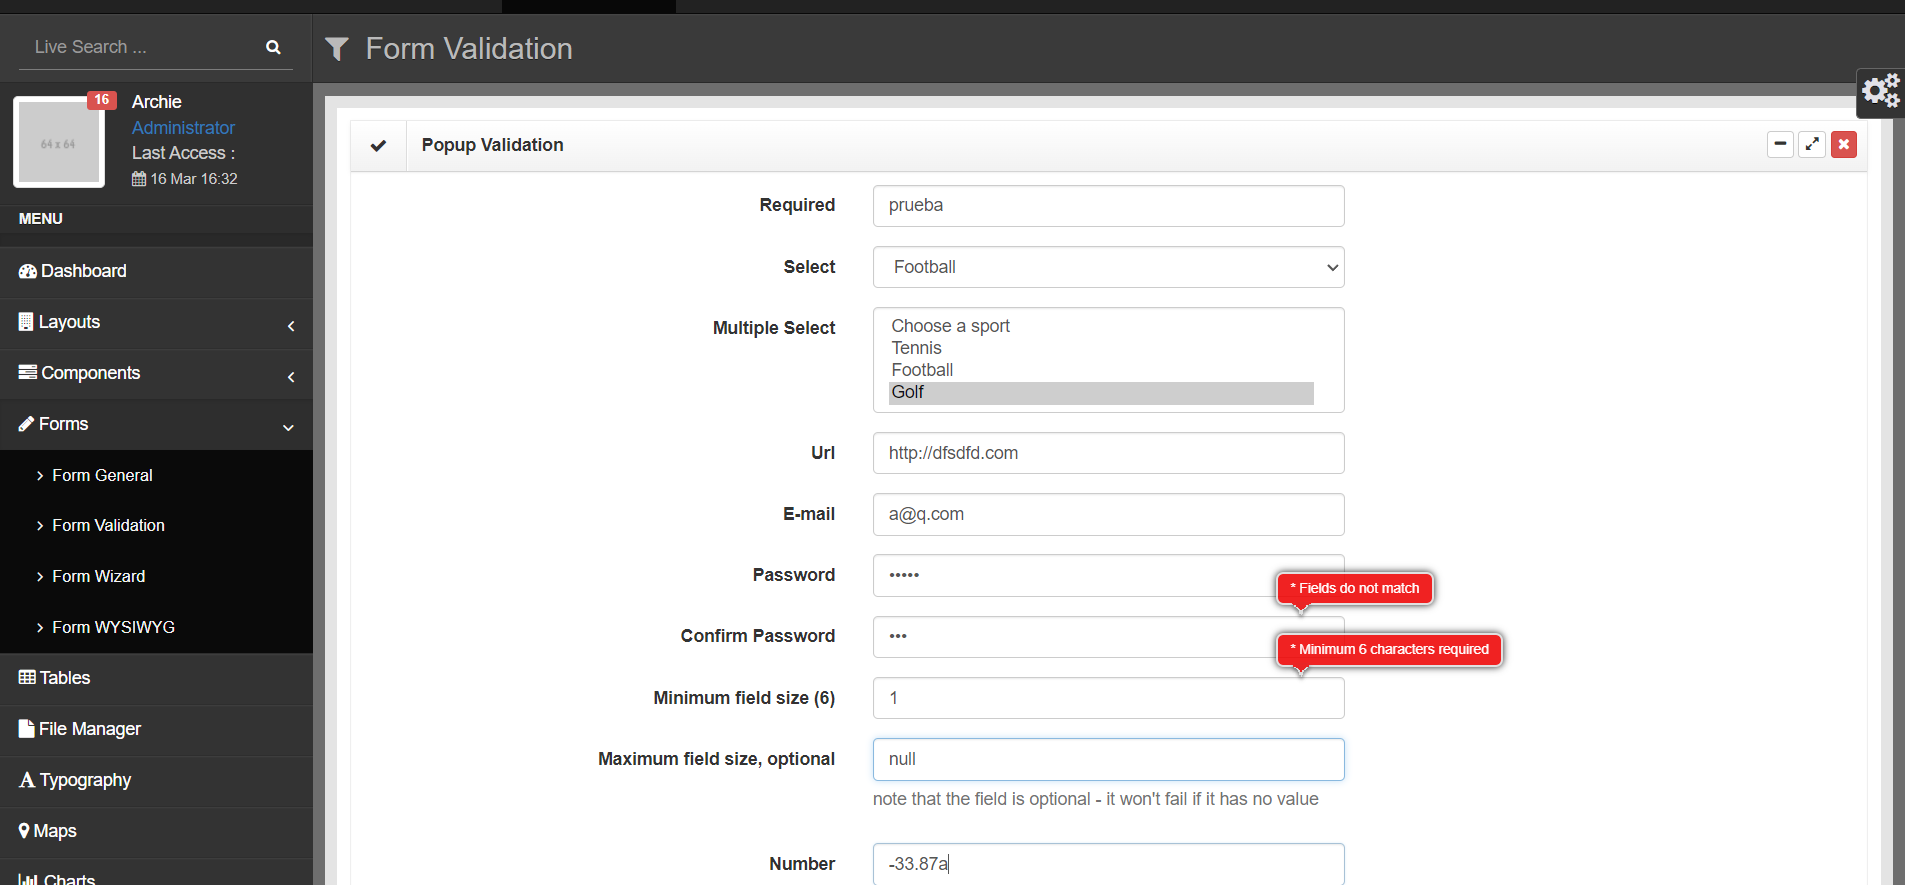 Live Search ...
Form Validation
16
64 x 64
Archie
Administrator
Last Access :
16 Mar 16:32
MENU
Dashboard
Layouts
Components
Forms
Form General
Form Validation
Form Wizard
Form WYSIWYG
Tables
File Manager
Typography
Maps
Charts
Popup Validation
Required
prueba
Select
Football
Multiple Select
Choose a sport
Tennis
Football
Golf
Url
http://dfsdfd.com
E-mail
a@q.com
Password
•••••
* Fields do not match
Confirm Password
•••
* Minimum 6 characters required
Minimum field size (6)
1
Maximum field size, optional
null
note that the field is optional - it won't fail if it has no value
Number
-33.87a